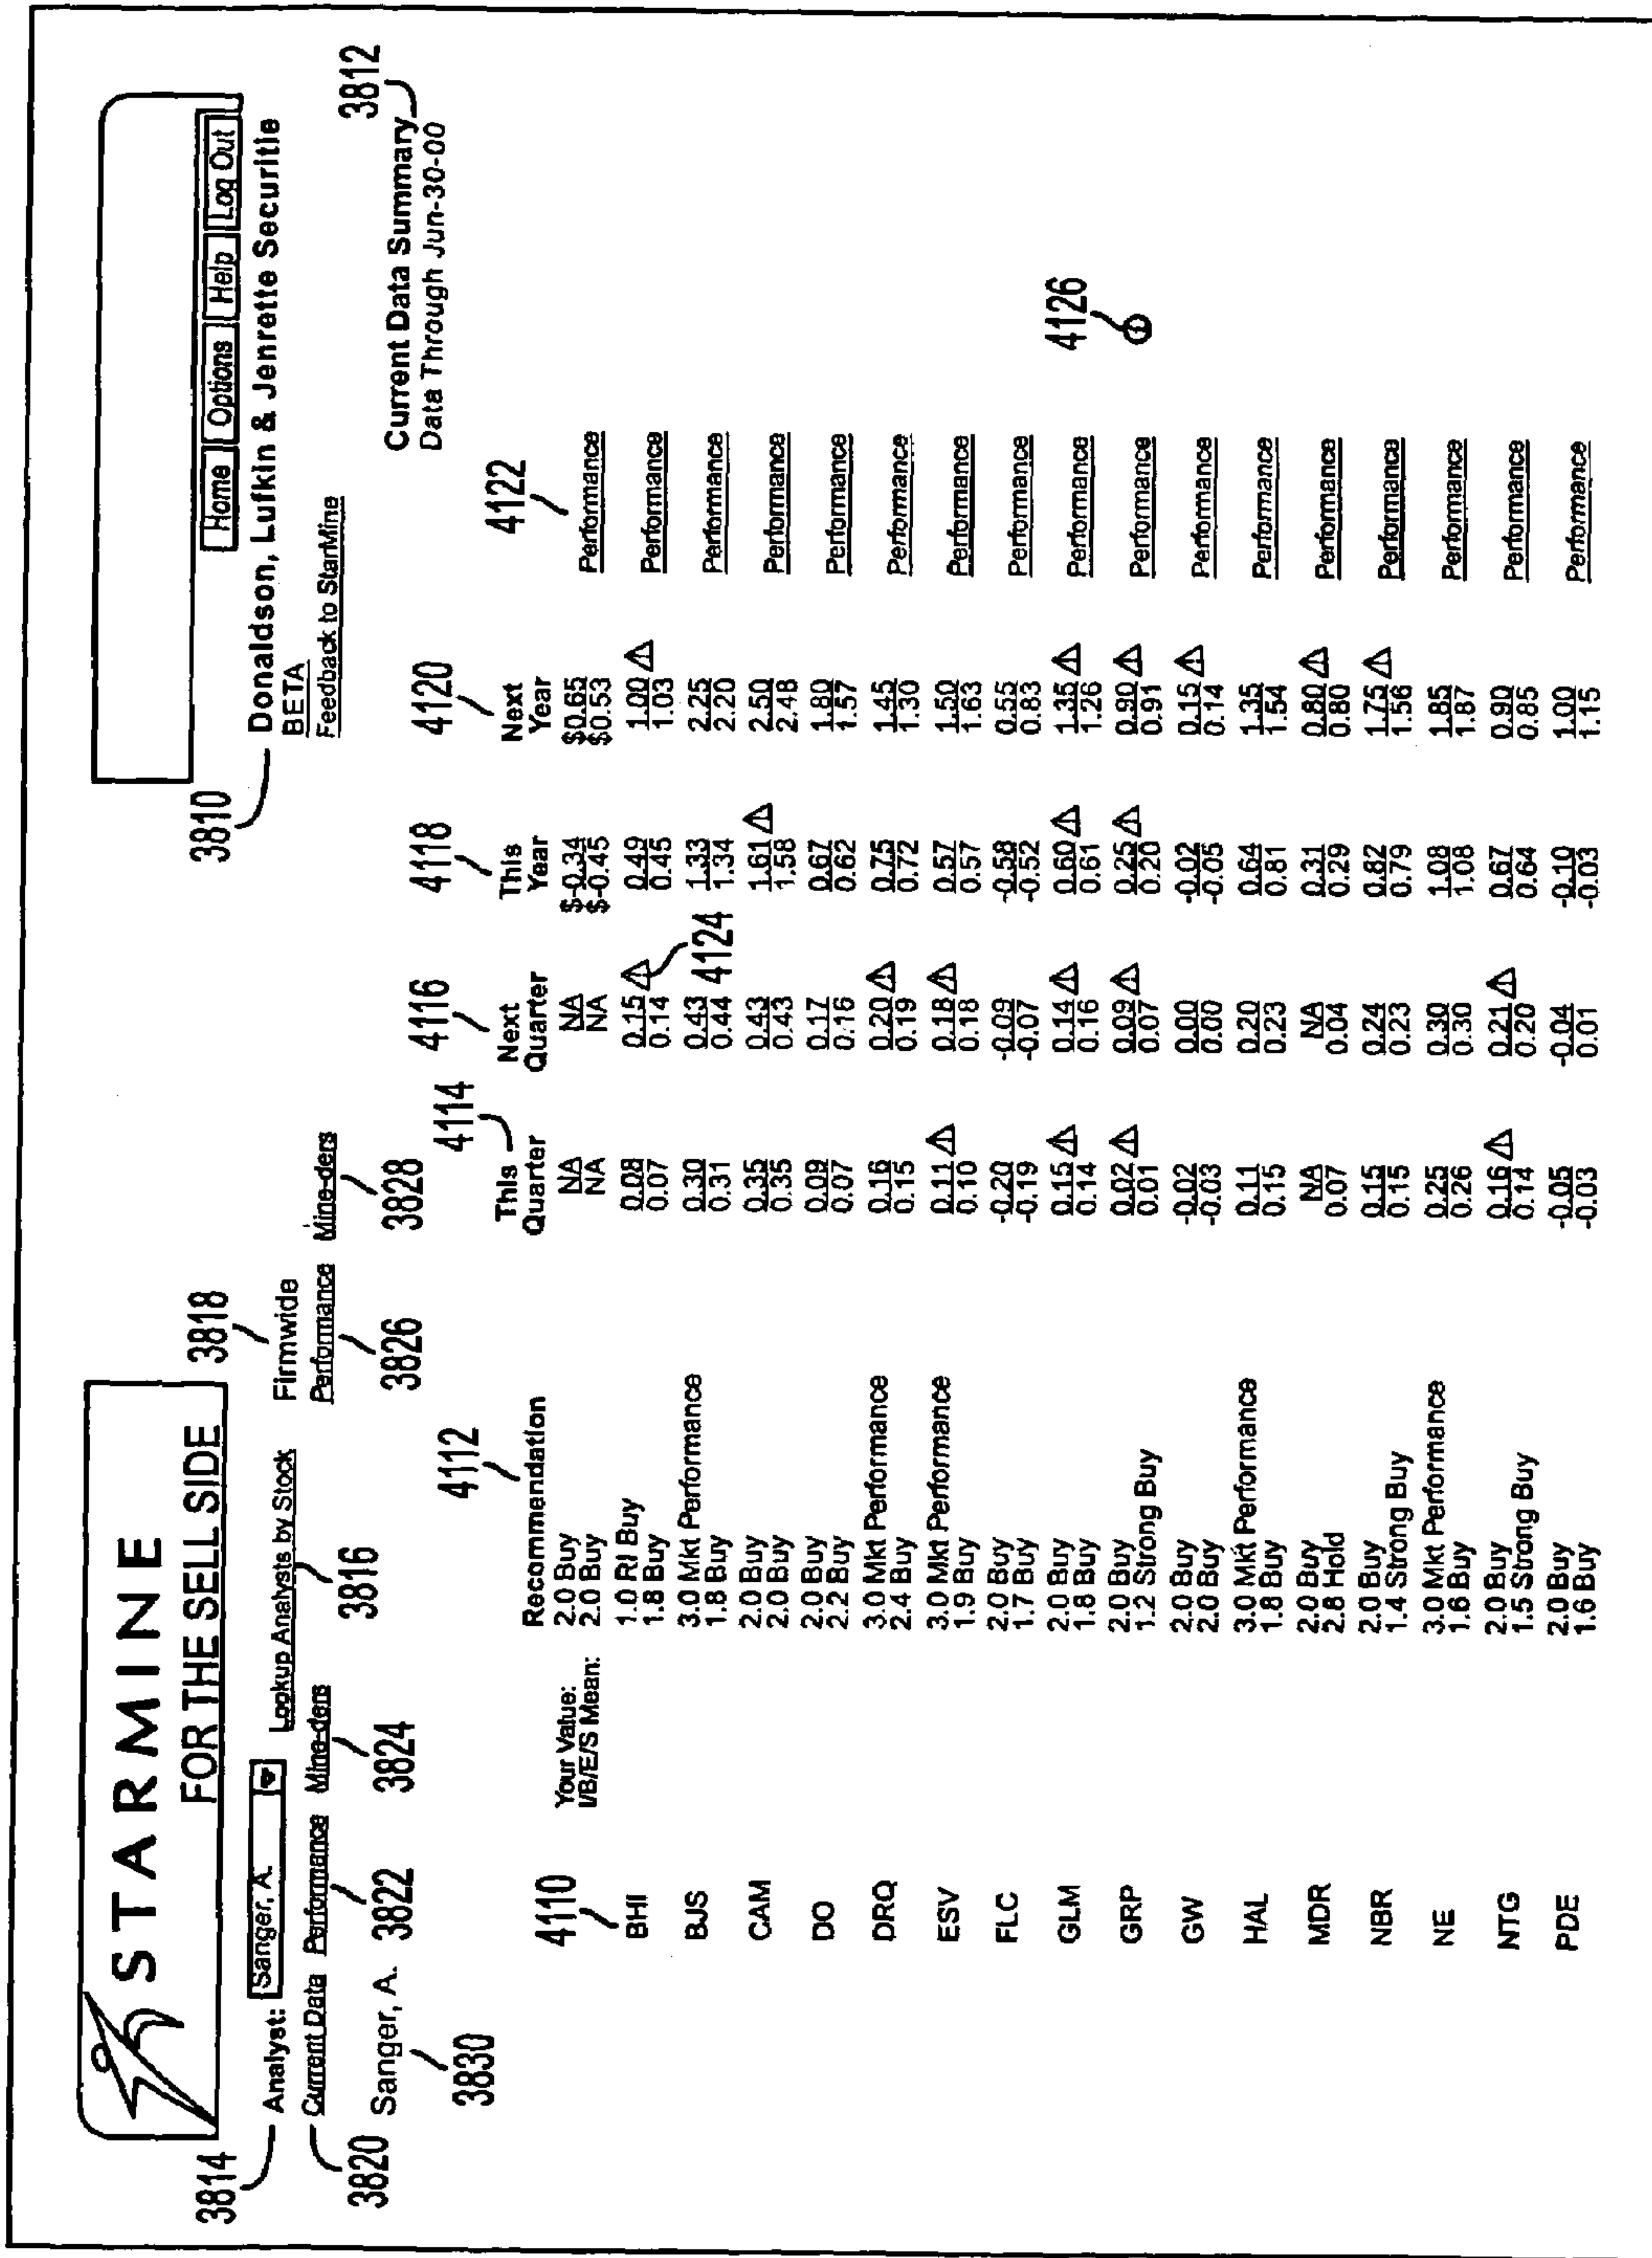 STARMINE
FOR THE SELL SIDE
Home Options Help Log Out
3814 3818 3810
Analyst: Sanger, A. Lookup Analysts by Stock Firmwide Donaldson, Lufkin & Jenrette Securitie
BETA
Current Data Performance Mine-ders Performance Mine-ders Feedback to StarMine
3812
3820 3822 3824 3816 3826 3828
Sanger, A. Current Data Summary
Data Through Jun-30-00
3830
4112 4114 4116 4118 4120 4122
Recommendation This Quarter Next Quarter This Year Next Year
4110
Your Value: 2.0 Buy NA NA $-0.34 $0.65 Performance
I/B/E/S Mean: 2.0 Buy NA NA $-0.45 $0.53
BHI 1.0 RI Buy 0.08 0.15 ⚠ 0.49 1.00 ⚠ Performance
1.8 Buy 0.07 0.14 0.45 1.03
4124
BJS 3.0 Mkt Performance 0.30 0.43 1.33 2.25 Performance
1.8 Buy 0.31 0.44 1.34 2.20
CAM 2.0 Buy 0.35 0.43 1.61 ⚠ 2.50 Performance
2.0 Buy 0.35 0.43 1.58 2.48
DO 2.0 Buy 0.09 0.17 0.67 1.80 Performance
2.2 Buy 0.07 0.16 0.62 1.57
DRQ 3.0 Mkt Performance 0.16 0.20 ⚠ 0.75 1.45 Performance
2.4 Buy 0.15 0.19 0.72 1.30
ESV 3.0 Mkt Performance 0.11 ⚠ 0.18 ⚠ 0.57 1.50 Performance
1.9 Buy 0.10 0.18 0.57 1.63
FLC 2.0 Buy -0.20 -0.09 -0.58 0.55 Performance
1.7 Buy -0.19 -0.07 -0.52 0.83
4126
GLM 2.0 Buy 0.15 ⚠ 0.14 ⚠ 0.60 ⚠ 1.35 ⚠ Performance
1.8 Buy 0.14 0.16 0.61 1.26
GRP 2.0 Buy 0.02 ⚠ 0.09 ⚠ 0.25 ⚠ 0.90 ⚠ Performance
1.2 Strong Buy 0.01 0.07 0.20 0.91
GW 2.0 Buy -0.02 0.00 -0.02 0.15 ⚠ Performance
2.0 Buy -0.03 0.00 -0.05 0.14
HAL 3.0 Mkt Performance 0.11 0.20 0.64 1.35 Performance
1.8 Buy 0.15 0.23 0.81 1.54
MDR 2.0 Buy NA NA 0.31 0.80 ⚠ Performance
2.8 Hold 0.07 0.04 0.29 0.80
NBR 2.0 Buy 0.15 0.24 0.82 1.75 ⚠ Performance
1.4 Strong Buy 0.15 0.23 0.79 1.56
NE 3.0 Mkt Performance 0.25 0.30 1.08 1.85 Performance
1.6 Buy 0.26 0.30 1.08 1.87
NTG 2.0 Buy 0.16 ⚠ 0.21 ⚠ 0.67 0.90 Performance
1.5 Strong Buy 0.14 0.20 0.64 0.85
PDE 2.0 Buy -0.05 -0.04 -0.10 1.00 Performance
1.6 Buy -0.03 0.01 -0.03 1.15